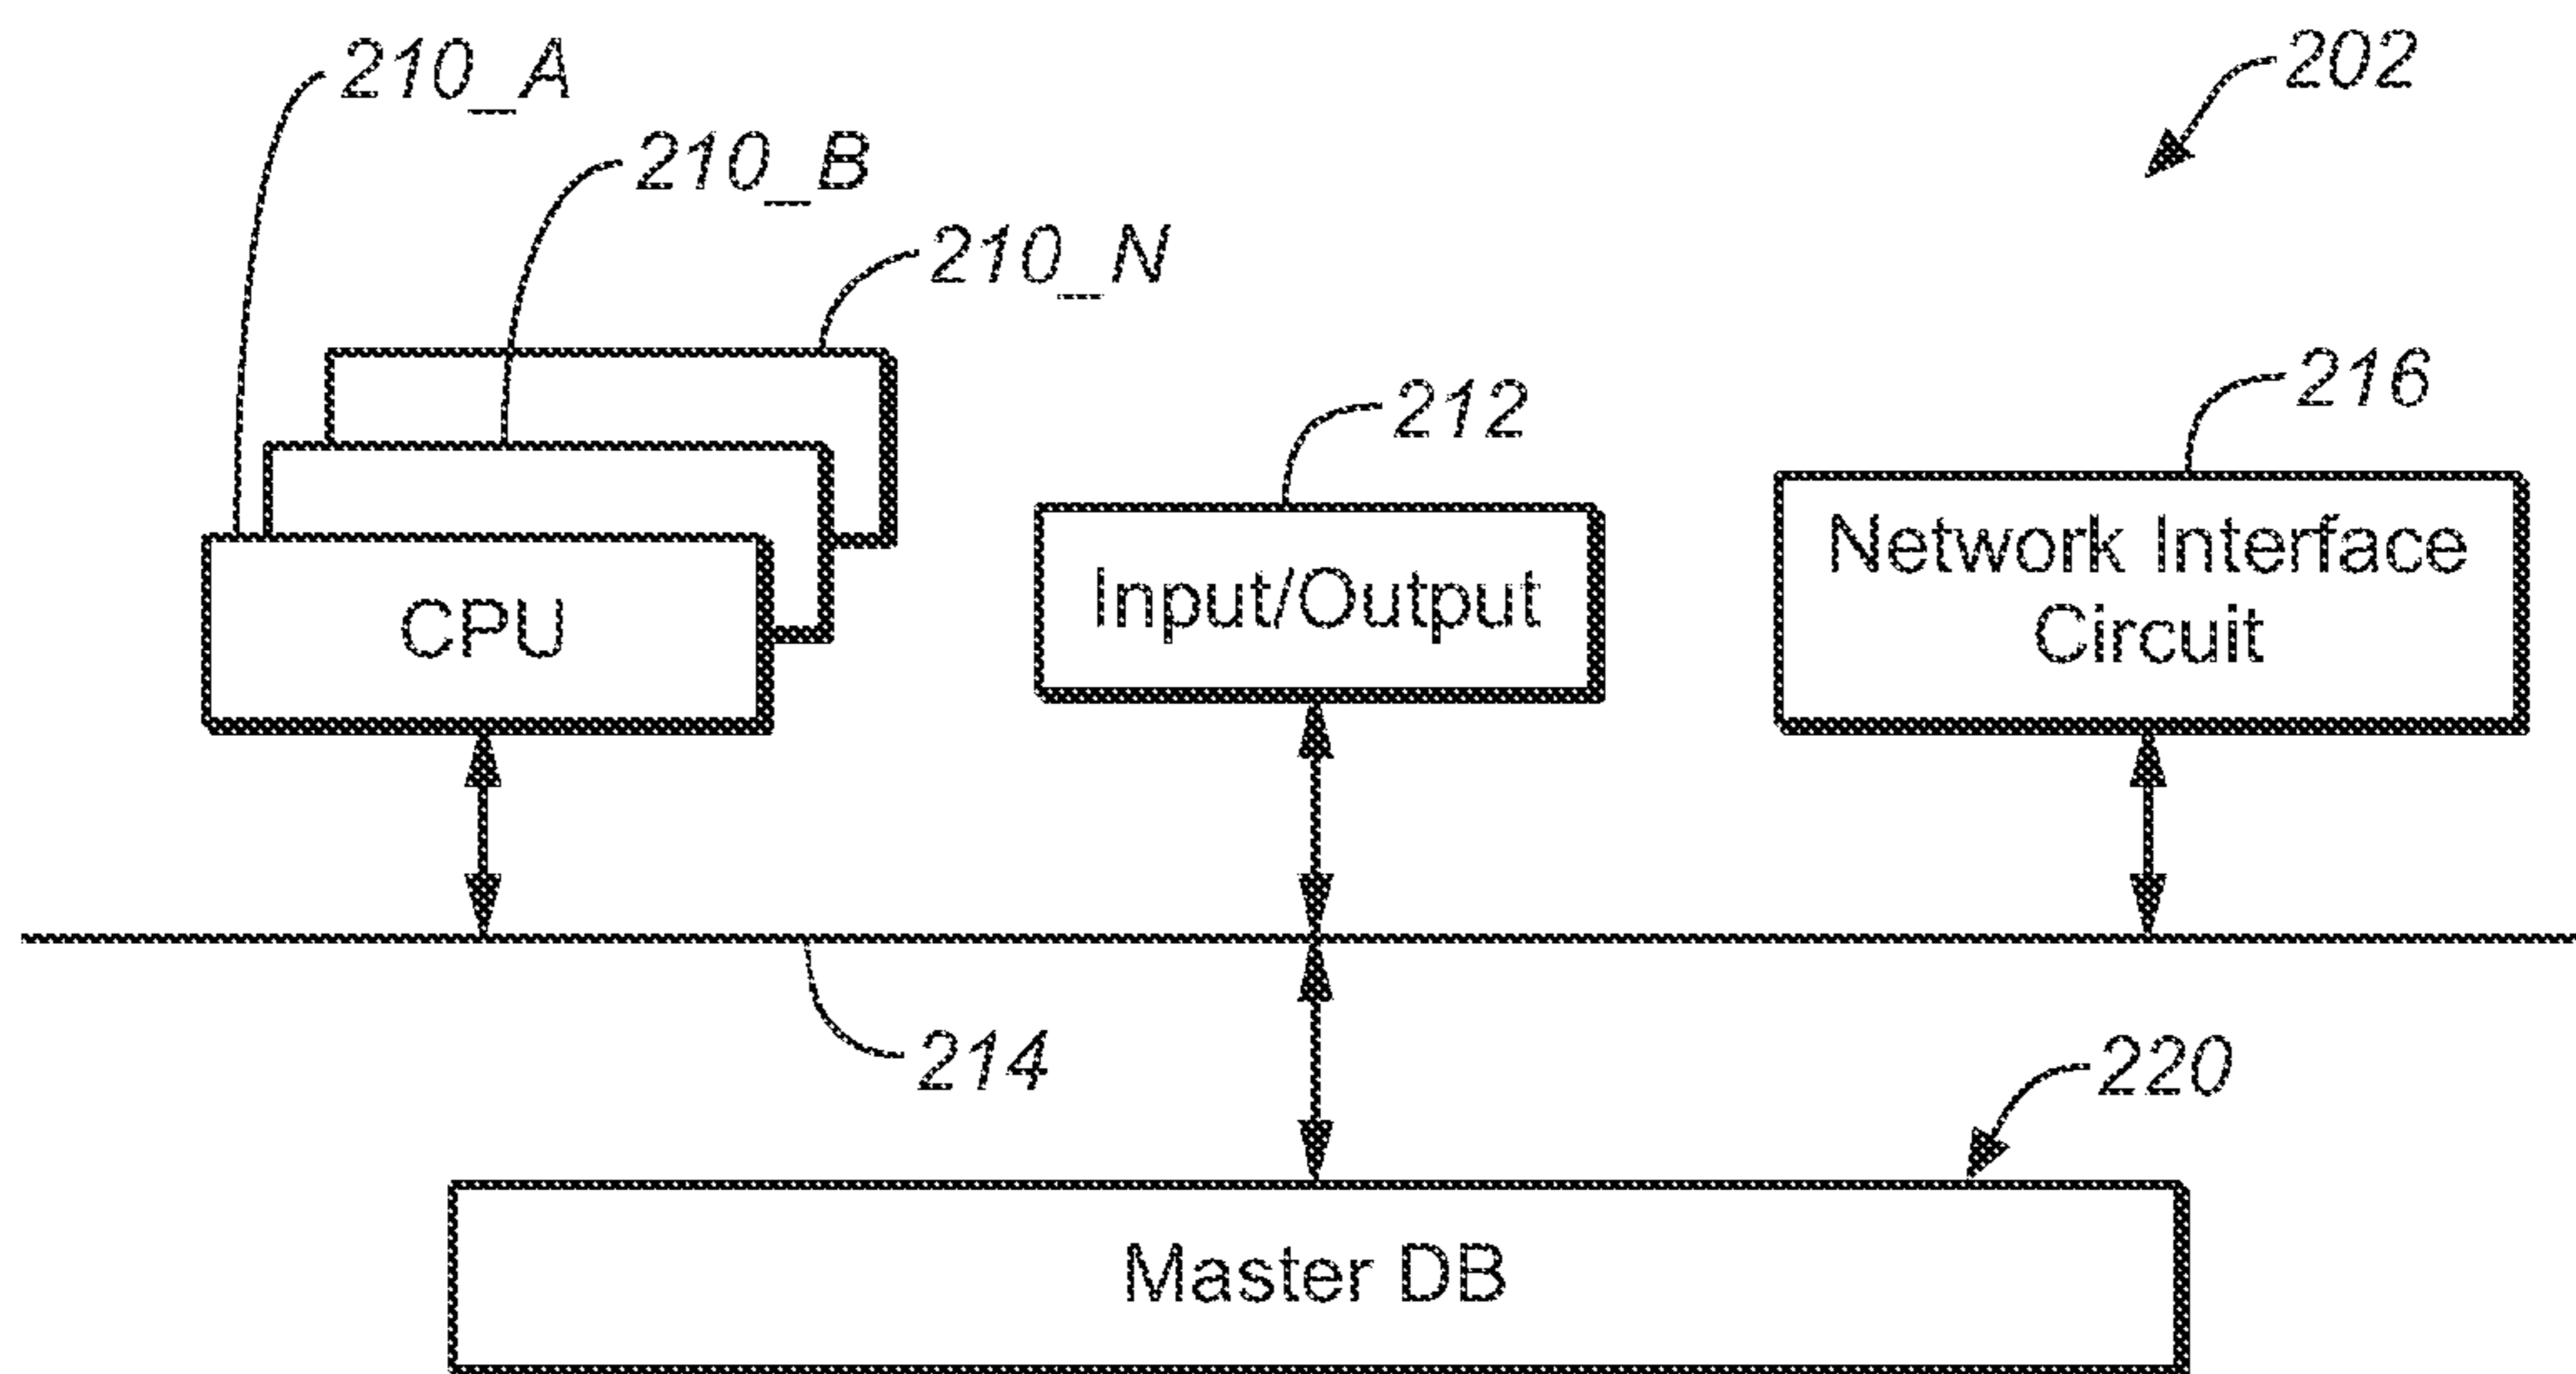 210_A
202
210_B
210_N
216
212
Network Interface
Circuit
Input/Output
CPU
214
220
Master DB